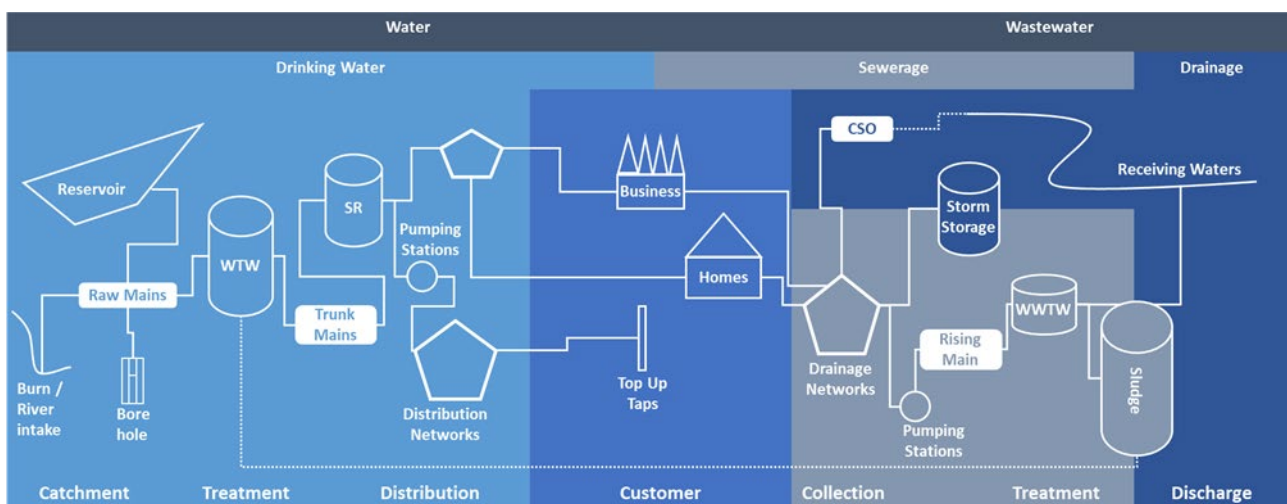 Water
Wastewater
Drinking Water
Sewerage
Drainage
Reservoir
SR
WTW
Pumping
Stations
Raw Mains
Trunk
Mains
Burn /
River
intake
Bore
hole
Distribution
Networks
Business
Homes
Top Up
Taps
CSO
Receiving Waters
Storm
Storage
WWTW
Rising
Main
Drainage
Networks
Pumping
Stations
Sludge
Catchment
Treatment
Distribution
Customer
Collection
Treatment
Discharge